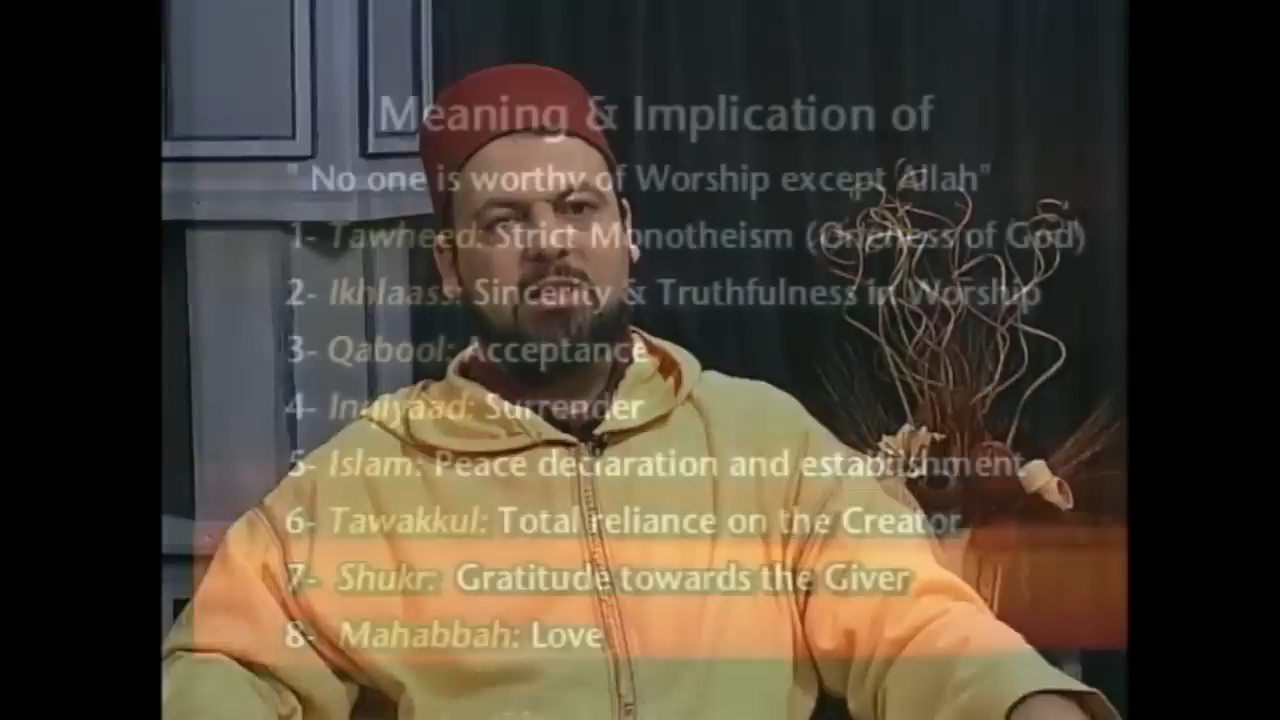 Meaning & Implication of
" No one is worthy of Worship except Allah"
1- Tawheed: Strict Monotheism (Oneness of God)
2- Ikhlaass: Sincerity & Truthfulness in Worship
3- Qabool: Acceptance
4- Inqiyaad: Surrender
5- Islam: Peace declaration and establishment
6- Tawakkul: Total reliance on the Creator
7- Shukr: Gratitude towards the Giver
8- Mahabbah: Love